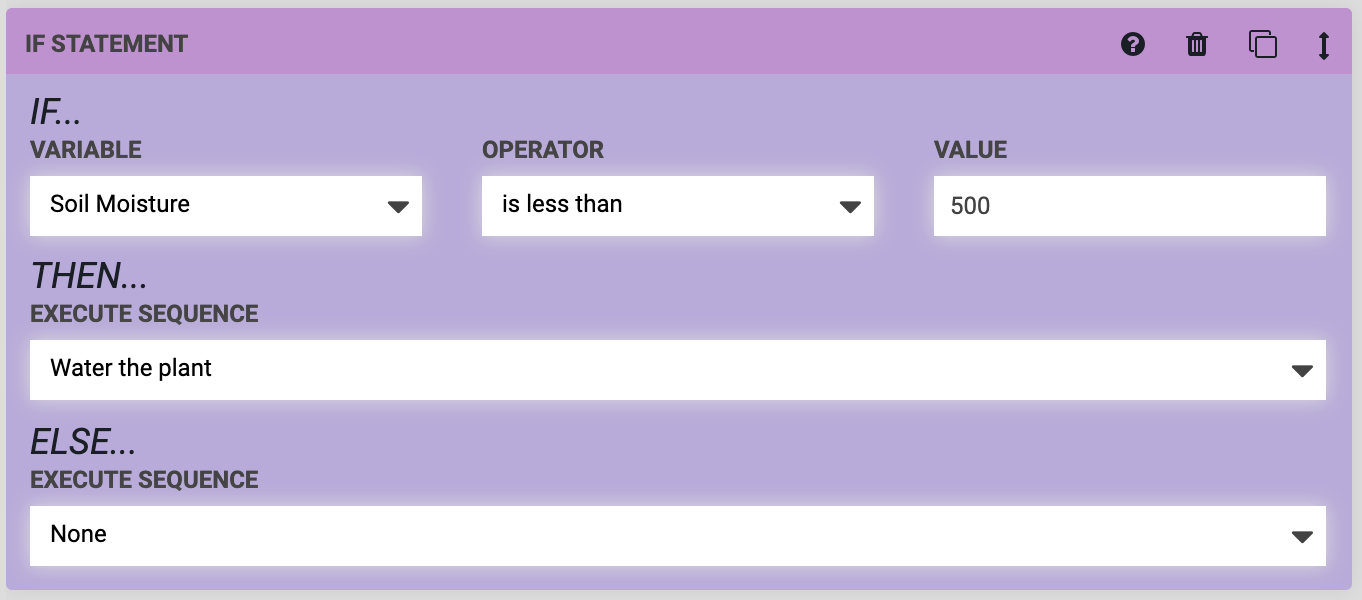 IF STATEMENT
IF...
VARIABLE OPERATOR VALUE
Soil Moisture is less than 500
THEN...
EXECUTE SEQUENCE
Water the plant
ELSE...
EXECUTE SEQUENCE
None